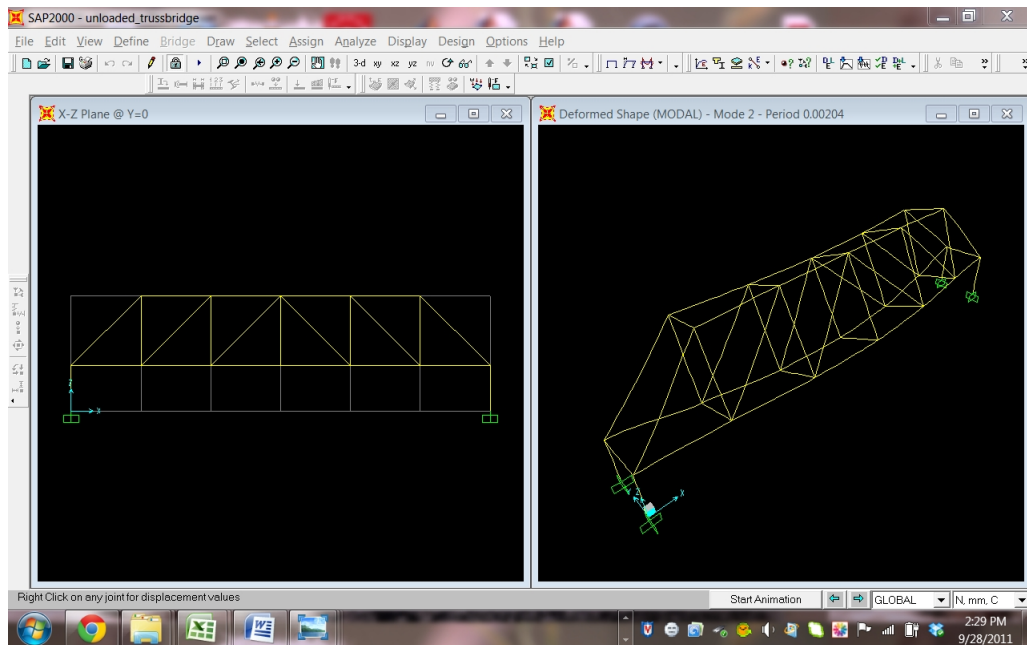 SAP2000 - unloaded_trussbridge
File Edit View Define Bridge Draw Select Assign Analyze Display Design Options Help
3-d xy xz yz nv
X-Z Plane @ Y=0
Deformed Shape (MODAL) - Mode 2 - Period 0.00204
Z
X
Z
X
Right Click on any joint for displacement values
Start Animation
GLOBAL
N, mm, C
2:29 PM
9/28/2011